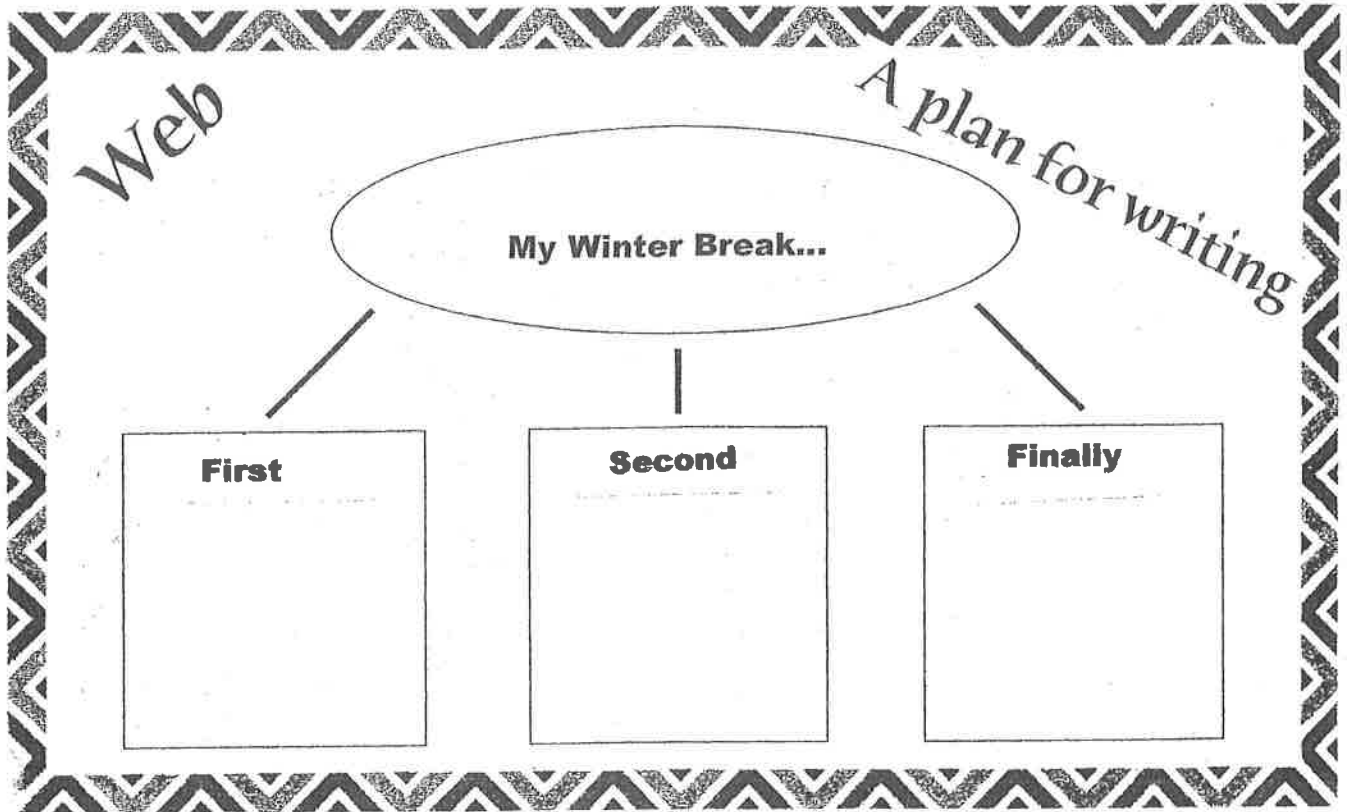 Web
A plan for writing
My Winter Break...
First
Second
Finally